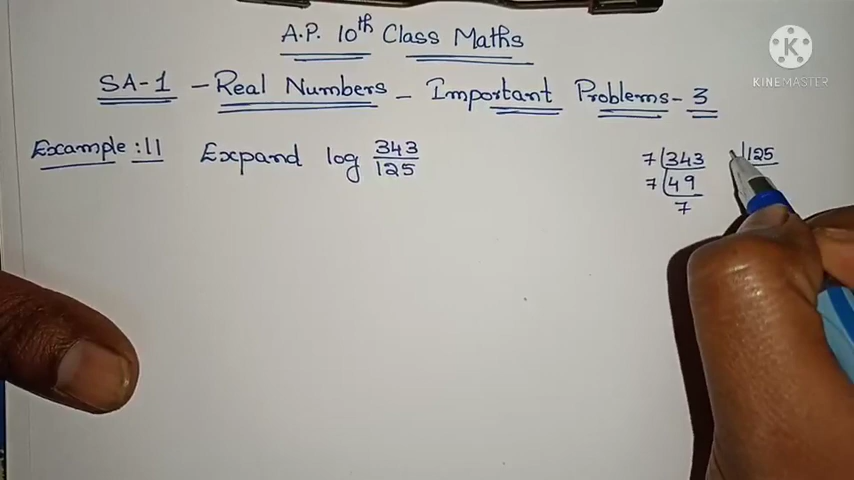 A.P. 10th Class Maths
SA-1 - Real Numbers - Important Problems - 3
Example : 11 Expand log 343/125
7 | 343
7 | 49
7
| 125
K
KINEMASTER